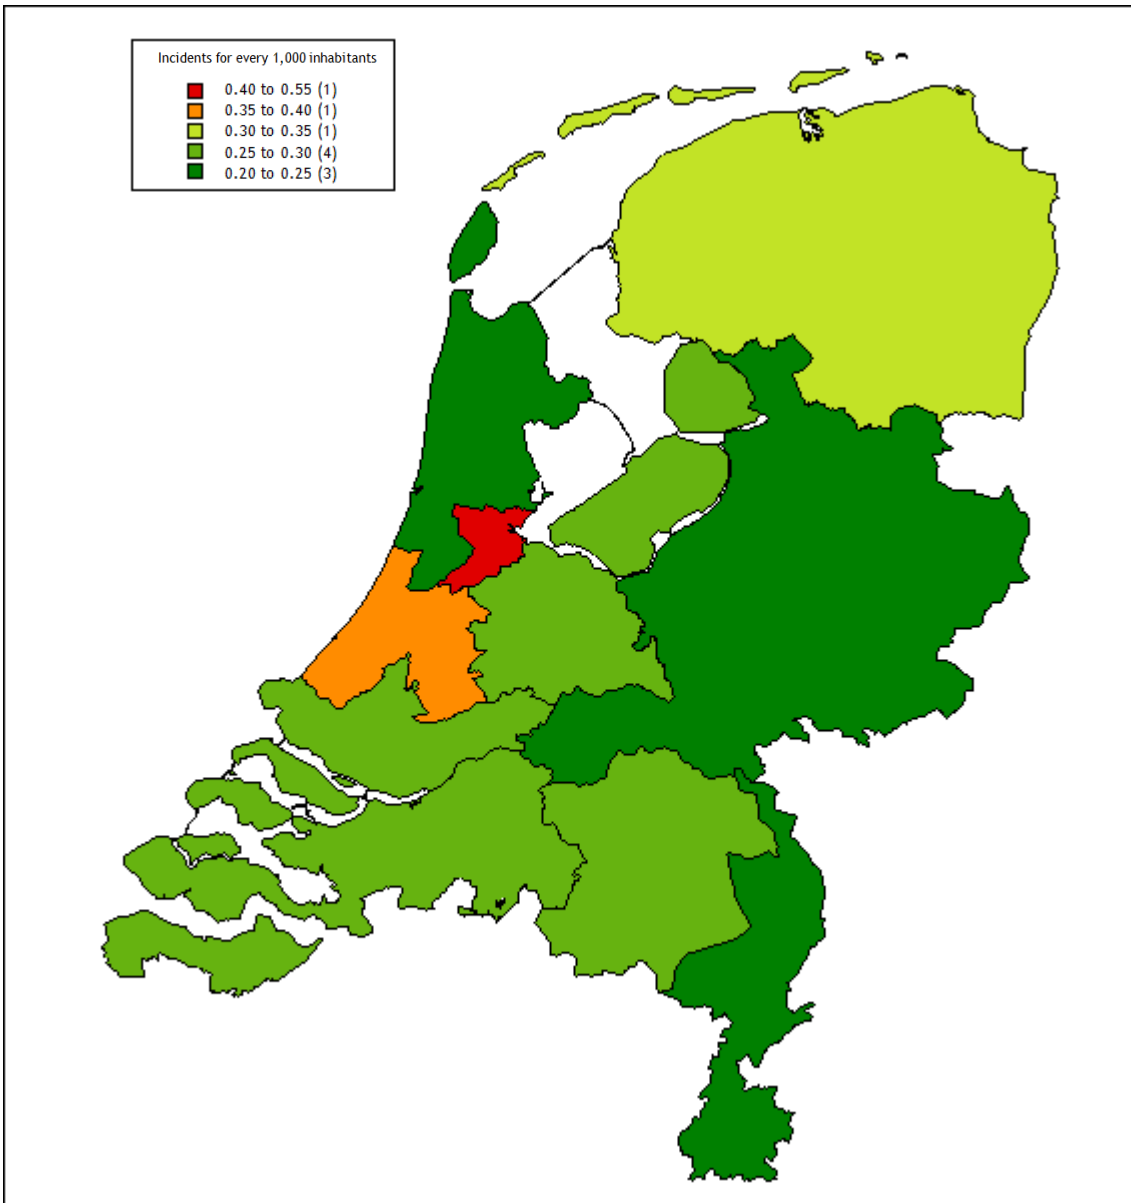 Incidents for every 1,000 inhabitants
0.40 to 0.55 (1)
0.35 to 0.40 (1)
0.30 to 0.35 (1)
0.25 to 0.30 (4)
0.20 to 0.25 (3)